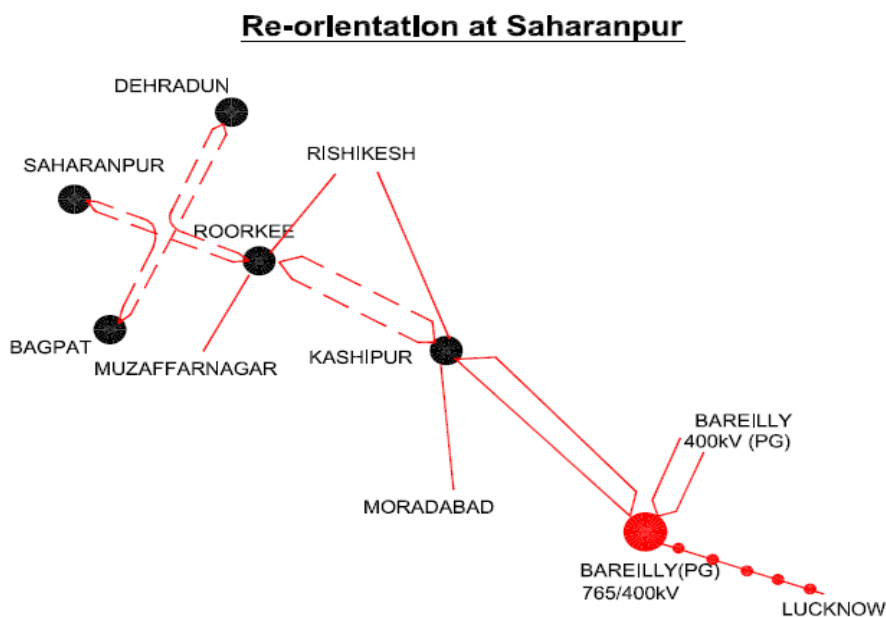 Re-orientation at Saharanpur
DEHRADUN
RISHIKESH
SAHARANPUR
ROORKEE
BAGPAT
MUZAFFARNAGAR
KASHIPUR
BAREILLY
400kV (PG)
MORADABAD
BAREILLY(PG)
765/400kV
LUCKNOW